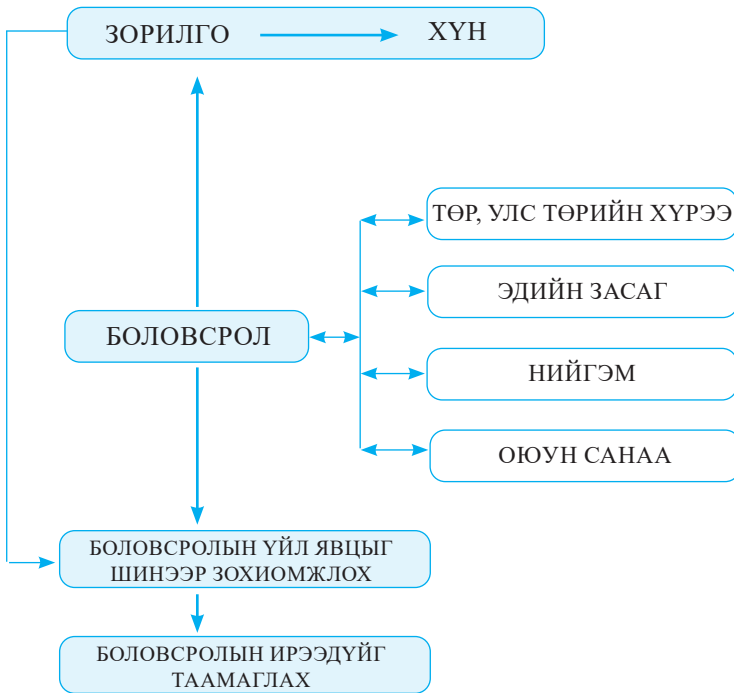 ЗОРИЛГО
ХҮН
ТӨР, УЛС ТӨРИЙН ХҮРЭЭ
ЭДИЙН ЗАСАГ
БОЛОВСРОЛ
НИЙГЭМ
ОЮУН САНАА
БОЛОВСРОЛЫН ҮЙЛ ЯВЦЫГ
ШИНЭЭР ЗОХИОМЖЛОХ
БОЛОВСРОЛЫН ИРЭЭДҮЙГ
ТААМАГЛАХ